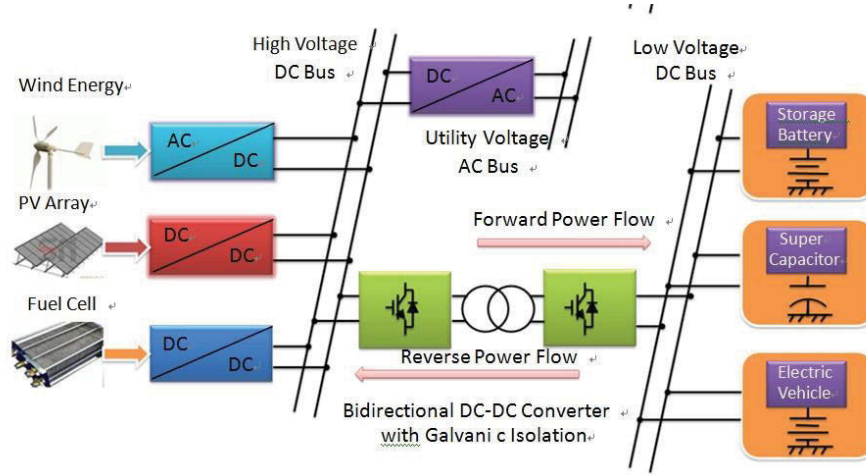 High Voltage
DC Bus
Low Voltage
DC Bus
Wind Energy
DC
AC
Storage
Battery
AC
DC
Utility Voltage
AC Bus
PV Array
Forward Power Flow
Super
Capacitor
DC
DC
Fuel Cell
DC
DC
Reverse Power Flow
Electric
Vehicle
Bidirectional DC-DC Converter
with Galvani c Isolation